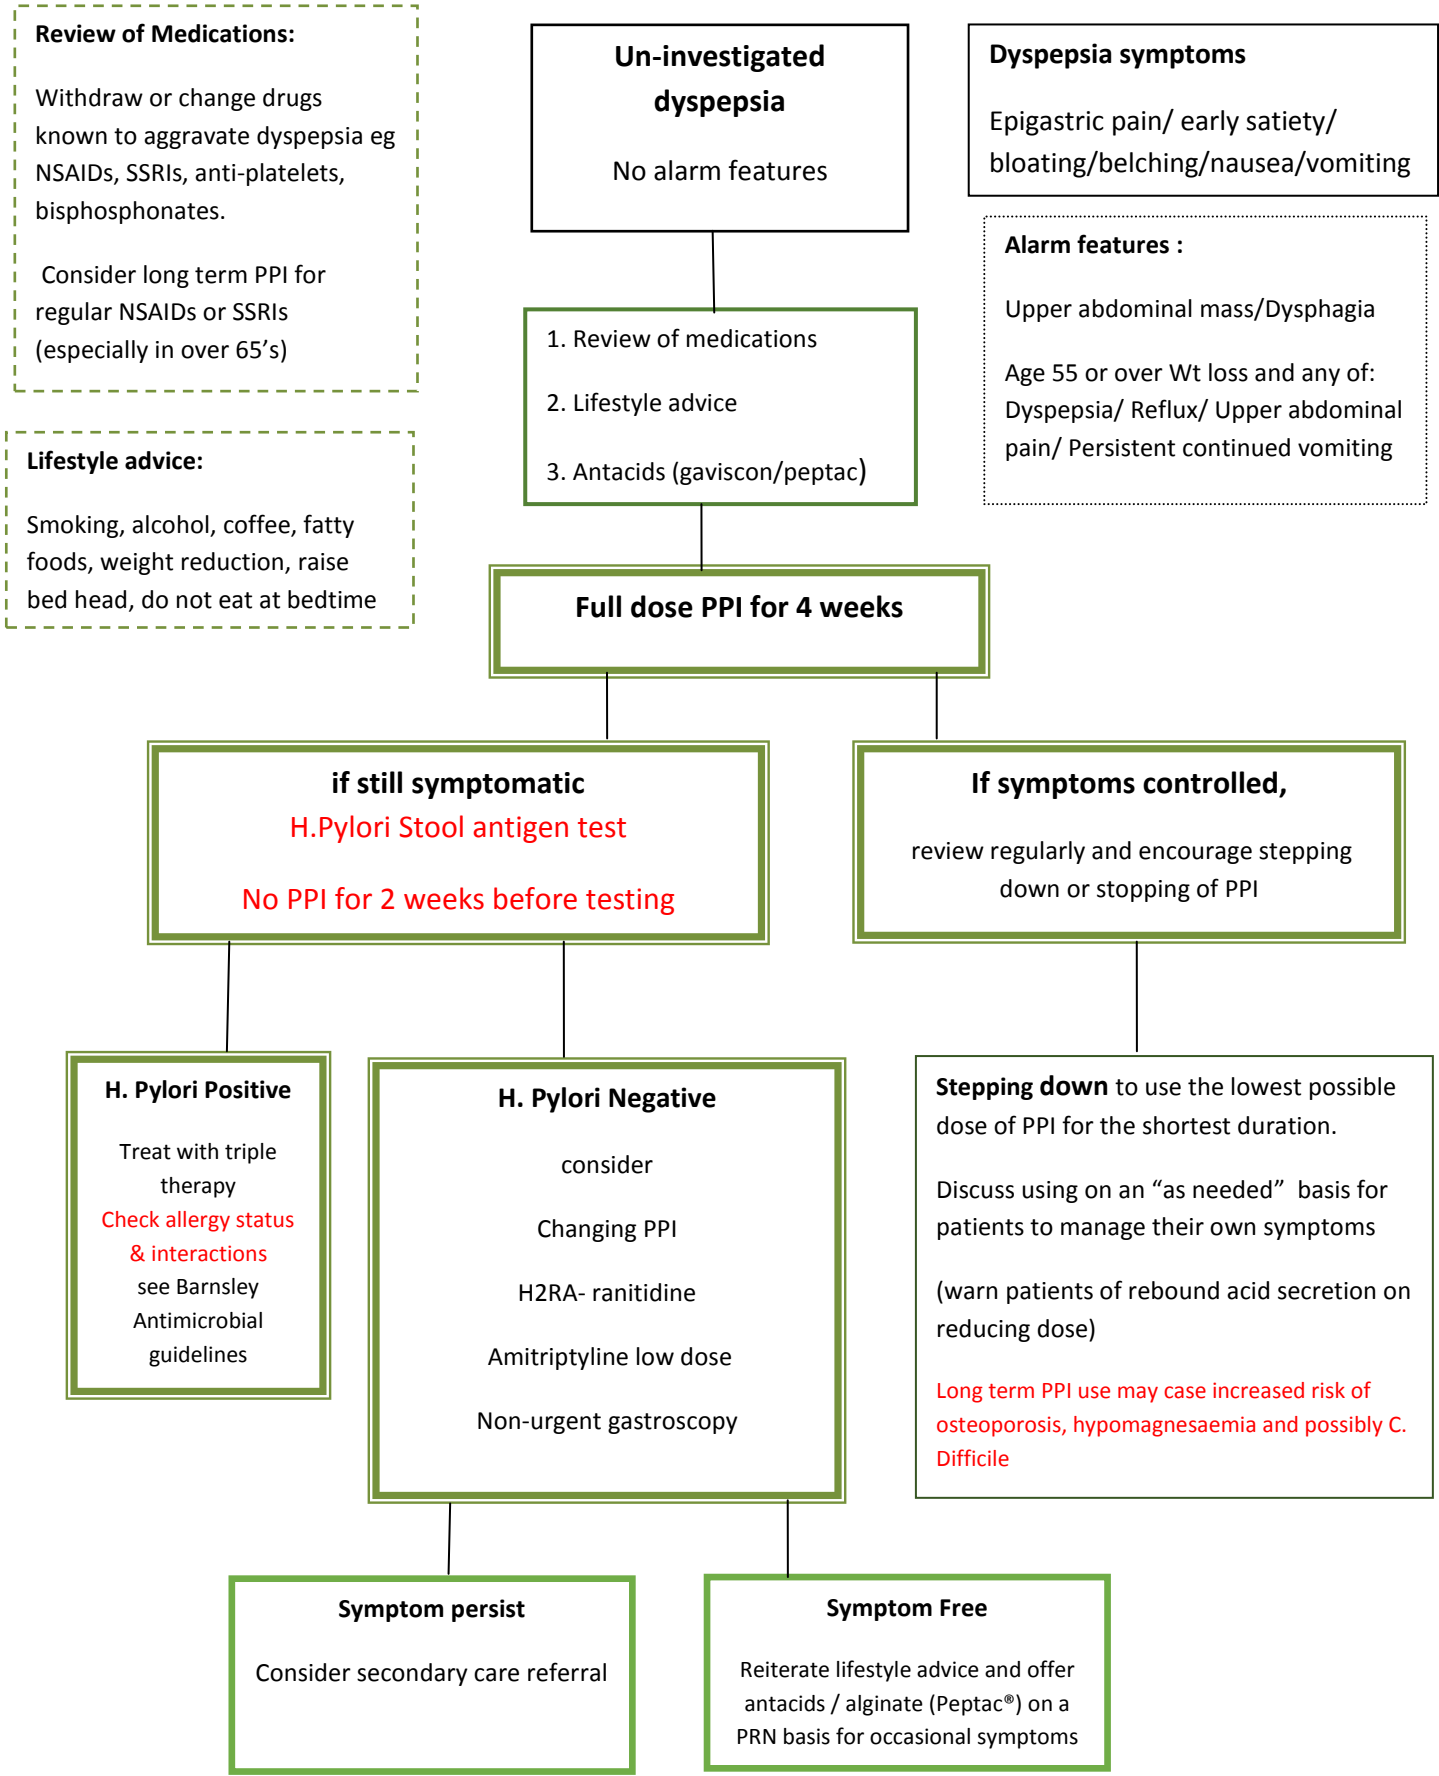 Review of Medications:
Withdraw or change drugs
known to aggravate dyspepsia eg
NSAIDs, SSRIs, anti-platelets,
bisphosphonates.
Consider long term PPI for
regular NSAIDs or SSRIs
(especially in over 65’s)
Lifestyle advice:
Smoking, alcohol, coffee, fatty
foods, weight reduction, raise
bed head, do not eat at bedtime
Un-investigated
dyspepsia
No alarm features
Dyspepsia symptoms
Epigastric pain/ early satiety/
bloating/belching/nausea/vomiting
Alarm features :
Upper abdominal mass/Dysphagia
Age 55 or over Wt loss and any of:
Dyspepsia/ Reflux/ Upper abdominal
pain/ Persistent continued vomiting
1. Review of medications
2. Lifestyle advice
3. Antacids (gaviscon/peptac)
Full dose PPI for 4 weeks
if still symptomatic
H.Pylori Stool antigen test
No PPI for 2 weeks before testing
If symptoms controlled,
review regularly and encourage stepping
down or stopping of PPI
H. Pylori Positive
Treat with triple
therapy
Check allergy status
& interactions
see Barnsley
Antimicrobial
guidelines
H. Pylori Negative
consider
Changing PPI
H2RA- ranitidine
Amitriptyline low dose
Non-urgent gastroscopy
Stepping down to use the lowest possible
dose of PPI for the shortest duration.
Discuss using on an “as needed” basis for
patients to manage their own symptoms
(warn patients of rebound acid secretion on
reducing dose)
Long term PPI use may case increased risk of
osteoporosis, hypomagnesaemia and possibly C.
Difficile
Symptom persist
Consider secondary care referral
Symptom Free
Reiterate lifestyle advice and offer
antacids / alginate (Peptac®) on a
PRN basis for occasional symptoms